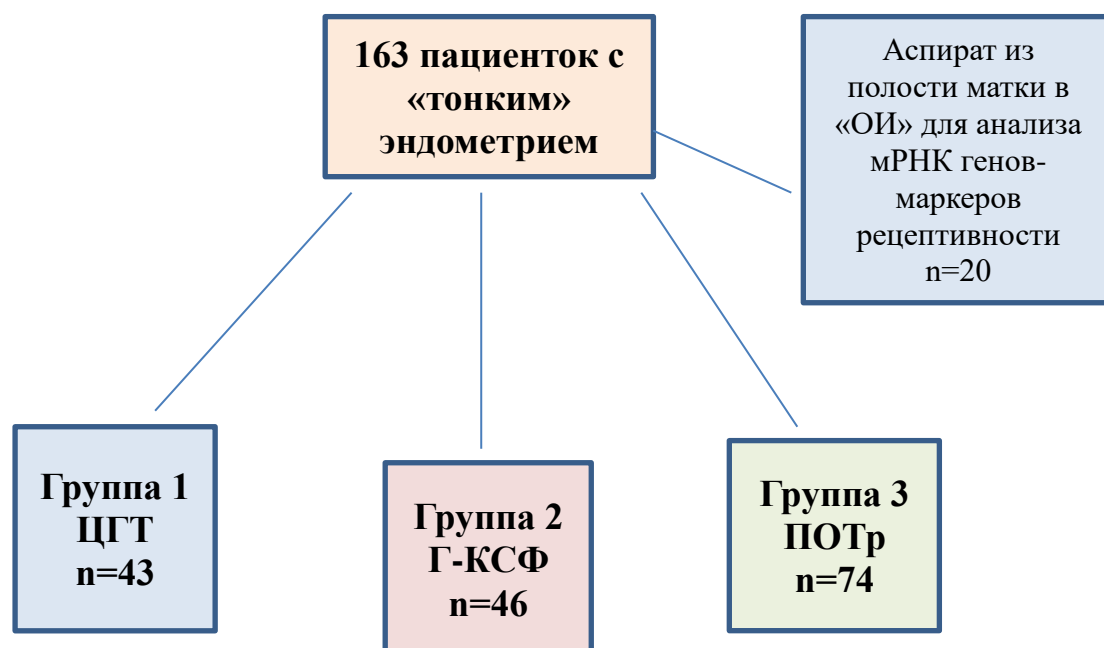 163 пациенток с
«тонким»
эндометрием
Аспират из
полости матки в
«ОИ» для анализа
мРНК генов-
маркеров
рецептивности
n=20
Группа 1
ЦГТ
n=43
Группа 2
Г-КСФ
n=46
Группа 3
ПОТр
n=74